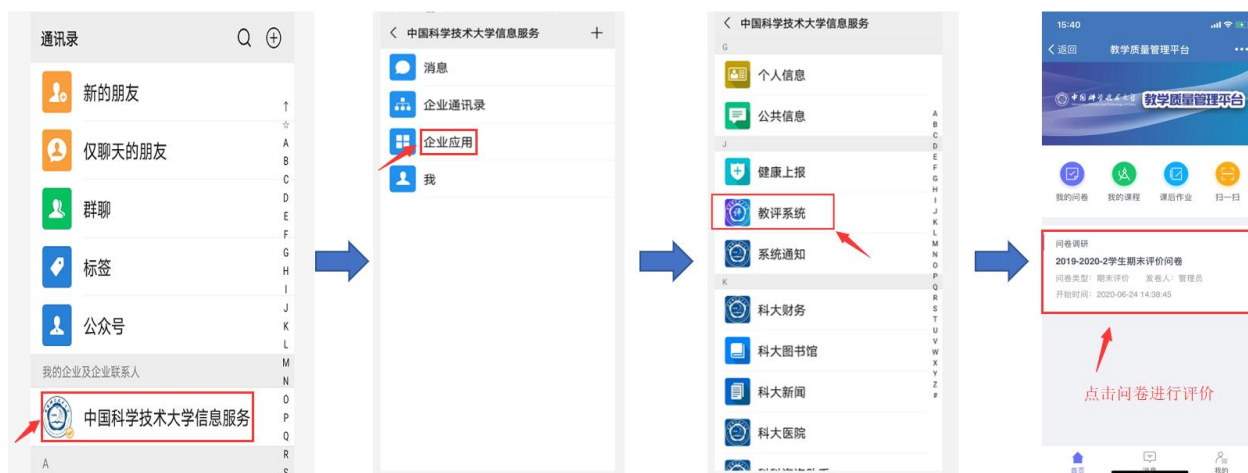 通讯录
新的朋友
仅聊天的朋友
群聊
标签
公众号
我的企业及企业联系人
中国科学技术大学信息服务
A
↑
☆
A
B
C
D
E
F
G
H
I
J
K
L
M
N
O
P
Q
R
S
中国科学技术大学信息服务
消息
企业通讯录
企业应用
我
中国科学技术大学信息服务
G
个人信息
公共信息
J
健康上报
教评系统
系统通知
K
科大财务
科大图书馆
科大新闻
科大医院
A
B
C
D
E
F
G
H
I
J
K
L
M
N
O
P
Q
R
S
T
U
V
W
X
Y
Z
#
15:40
返回 教学质量管理平台
中国科学技术大学 教学质量管理平台
我的问卷 我的课程 课后作业 扫一扫
问卷调研
2019-2020-2学生期末评价问卷
问卷类型：期末评价 发卷人：管理员
开始时间：2020-06-24 14:38:45
点击问卷进行评价
首页 我的